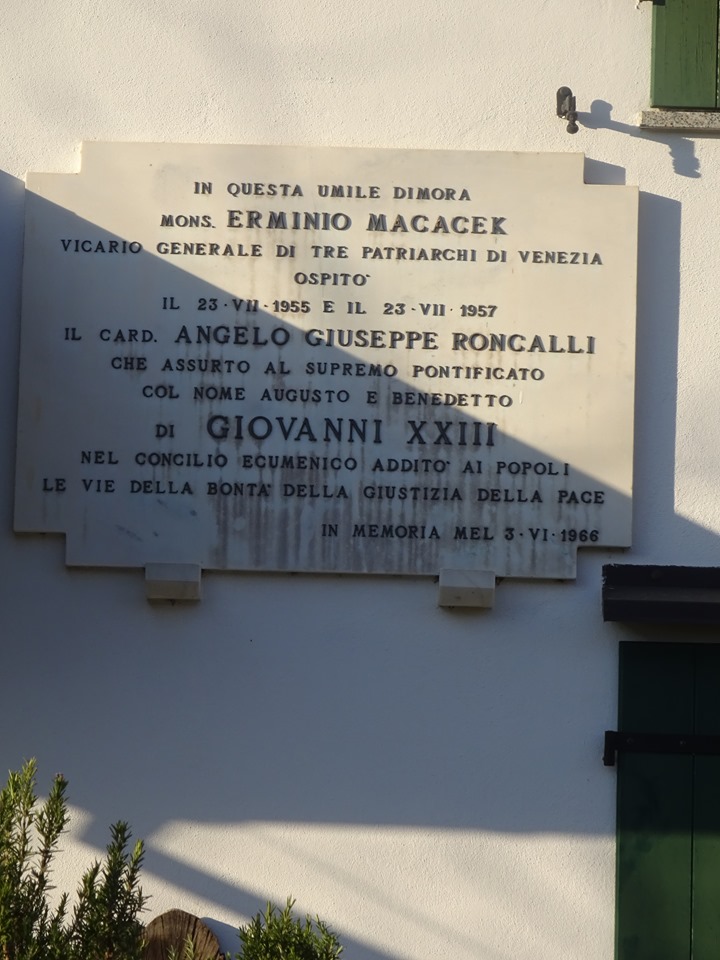 IN QUESTA UMILE DIMORA
MONS. ERMINIO MACACEK
VICARIO GENERALE DI TRE PATRIARCHI DI VENEZIA
OSPITO'
IL 23·VII·1955 E IL 23·VII·1957
IL CARD. ANGELO GIUSEPPE RONCALLI
CHE ASSURTO AL SUPREMO PONTIFICATO
COL NOME AUGUSTO E BENEDETTO
DI GIOVANNI XXIII
NEL CONCILIO ECUMENICO ADDITO' AI POPOLI
LE VIE DELLA BONTA' DELLA GIUSTIZIA DELLA PACE
IN MEMORIA MEL 3·VI·1966